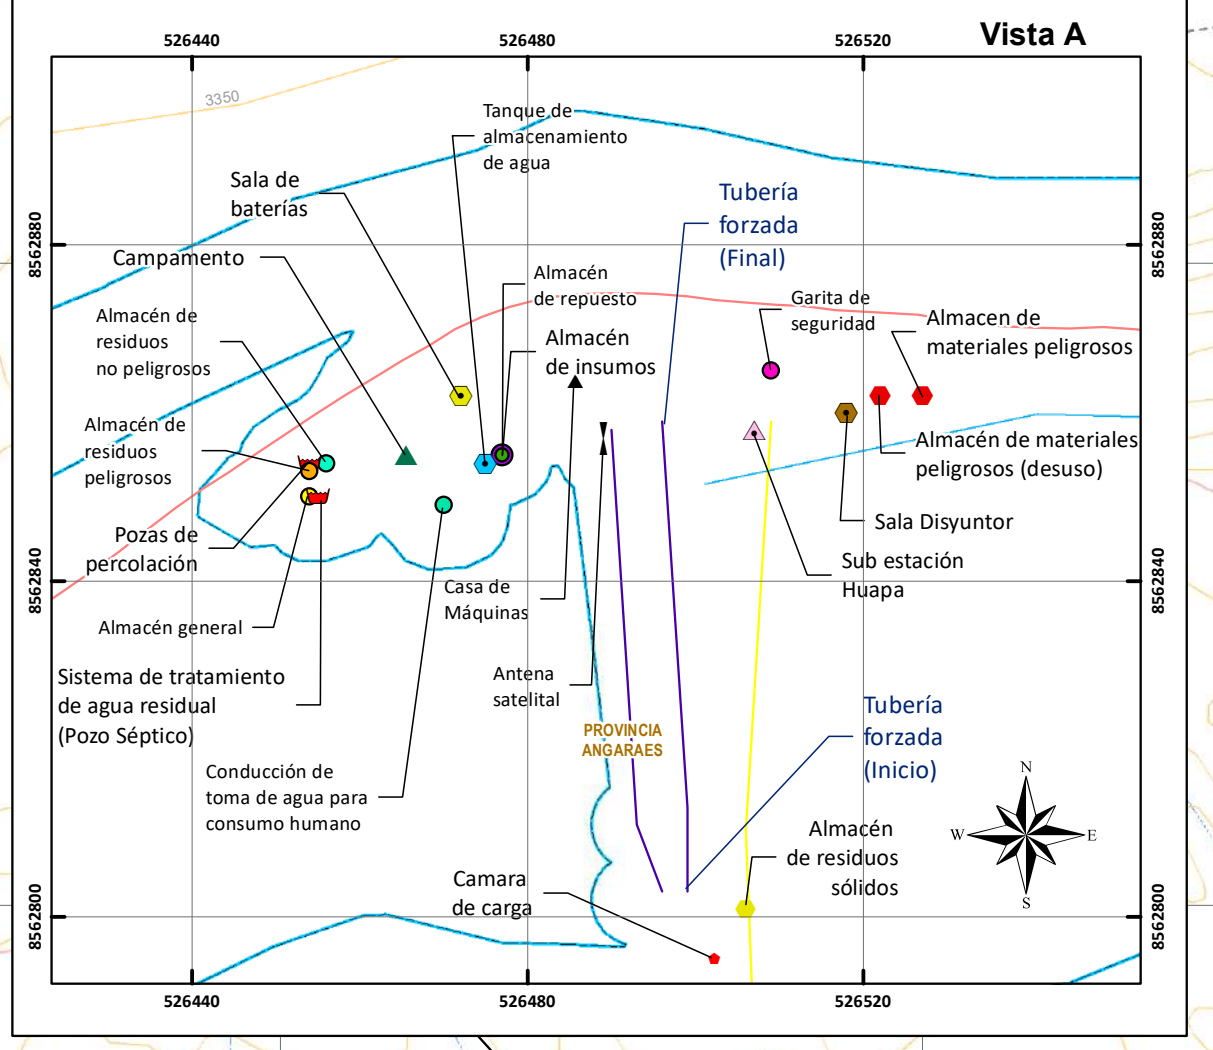 Vista A
526440
526480
526520
3350
Tanque de
almacenamiento
de agua
Sala de
baterías
Tubería
forzada
(Final)
8562880
8562880
Campamento
Almacén
de repuesto
Garita de
seguridad
Almacén de
residuos
no peligrosos
Almacén
de insumos
Almacen de
materiales peligrosos
Almacén de
residuos
peligrosos
Almacén de materiales
peligrosos (desuso)
Pozas de
percolación
Sala Disyuntor
Sub estación
Huapa
8562840
8562840
Casa de
Máquinas
Almacén general
Sistema de tratamiento
de agua residual
(Pozo Séptico)
Antena
satelital
PROVINCIA
ANGARAES
Tubería
forzada
(Inicio)
Conducción de
toma de agua para
consumo humano
N
W
E
S
Almacén
de residuos
sólidos
Camara
de carga
8562800
8562800
526440
526480
526520